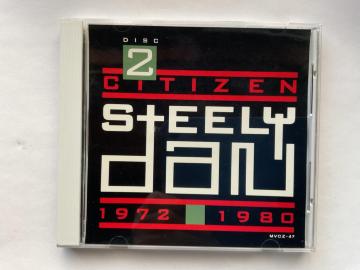 DISC
2
CITIZEN
STEELY
dAN
1972 1980
MVCZ-47